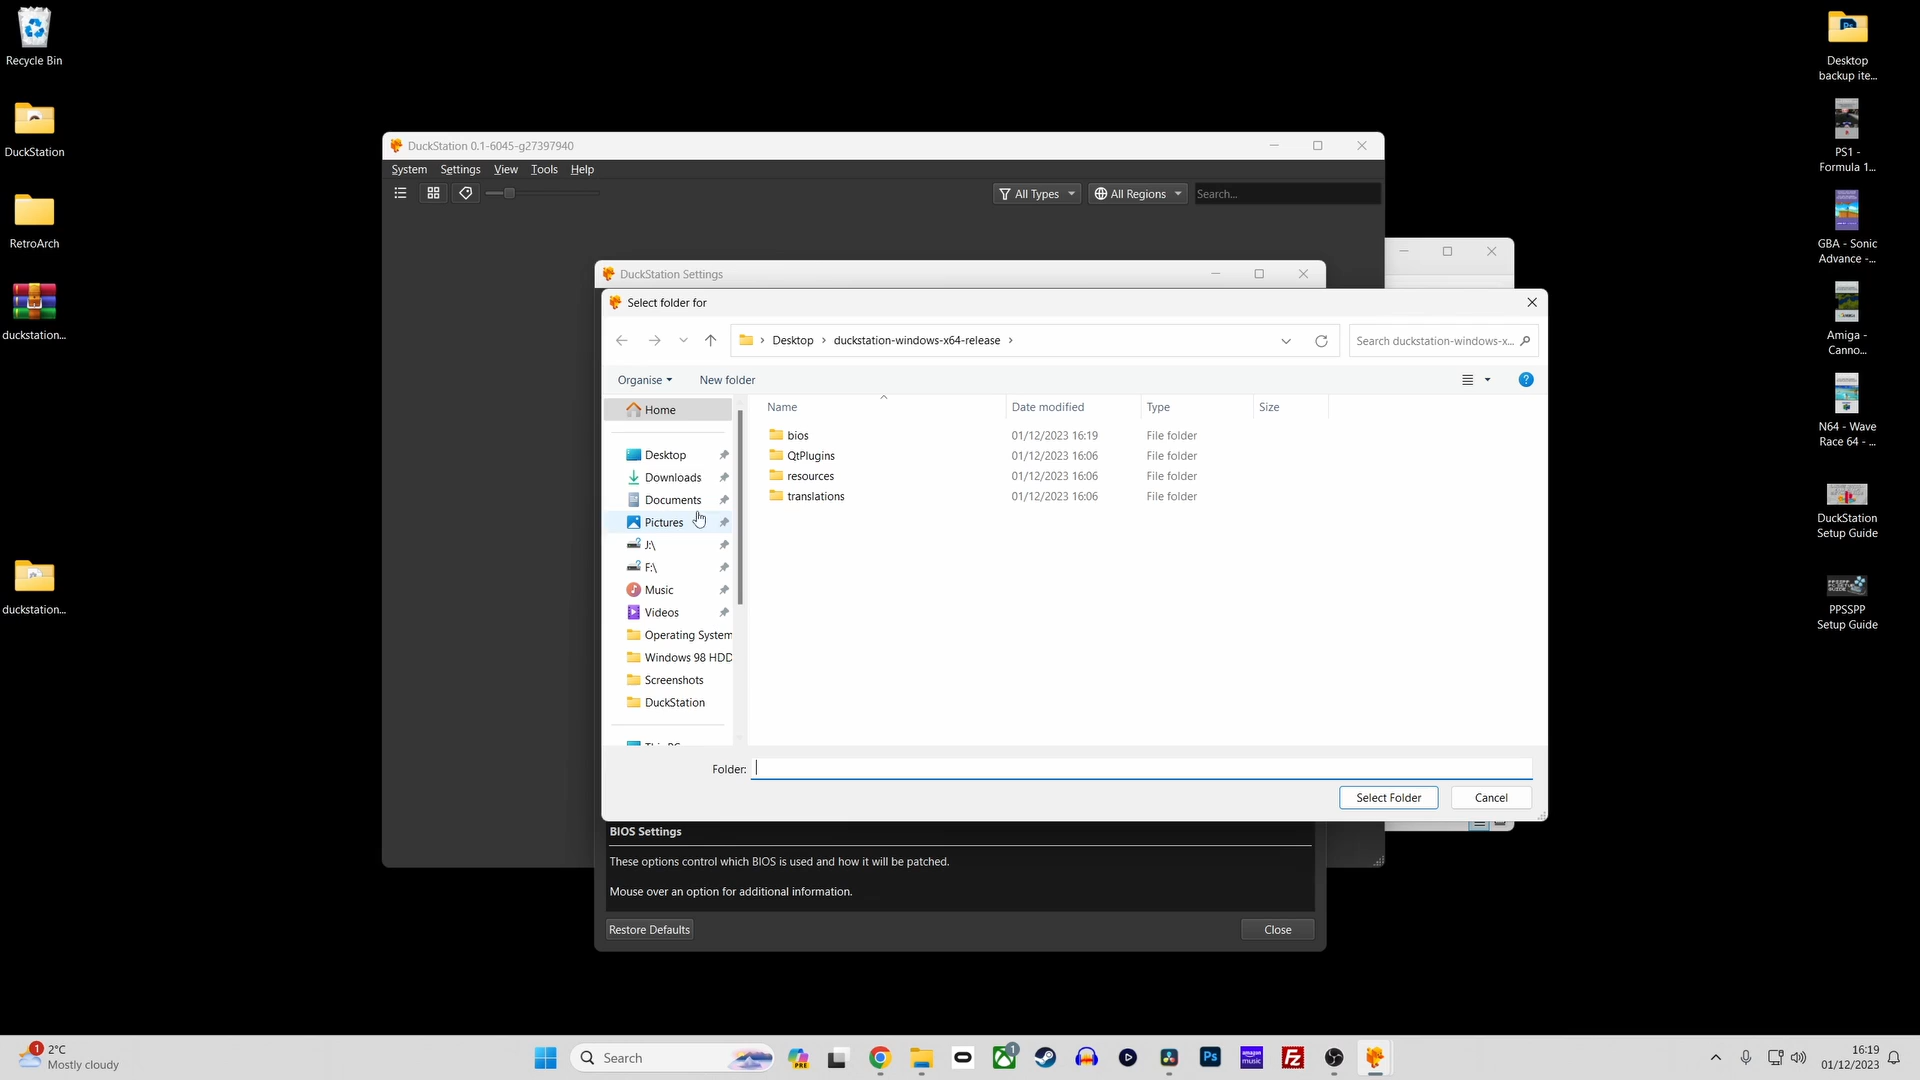 Recycle Bin
DuckStation
RetroArch
duckstation...
duckstation...
DuckStation 0.1-6045-g27397940
System Settings View Tools Help
All Types
All Regions
Search...
DuckStation Settings
Select folder for
Desktop
duckstation-windows-x64-release
Search duckstation-windows-x...
Organise
New folder
Home
Desktop
Downloads
Documents
Pictures
J:\
F:\
Music
Videos
Operating System
Windows 98 HDD
Screenshots
DuckStation
Name Date modified Type Size
bios 01/12/2023 16:19 File folder
QtPlugins 01/12/2023 16:06 File folder
resources 01/12/2023 16:06 File folder
translations 01/12/2023 16:06 File folder
Folder:
Select Folder
Cancel
BIOS Settings
These options control which BIOS is used and how it will be patched.
Mouse over an option for additional information.
Restore Defaults
Close
Desktop
backup ite...
PS1 -
Formula 1...
GBA - Sonic
Advance -...
Amiga -
Canno...
N64 - Wave
Race 64 - ...
DuckStation
Setup Guide
PPSSPP
Setup Guide
1
2°C
Mostly cloudy
Search
PRE
1
Ps
amazon
music
Fz
16:19
01/12/2023